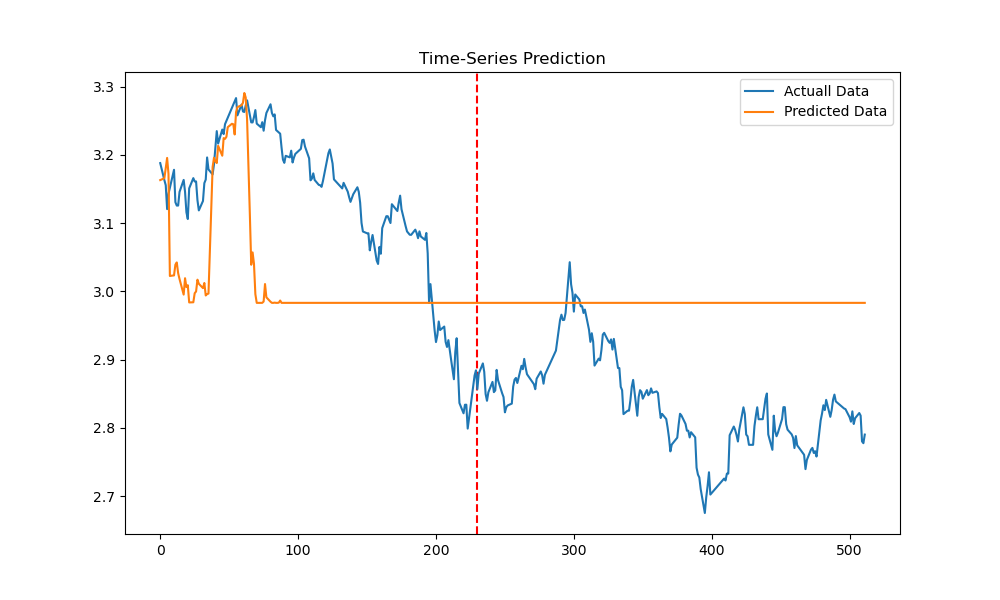 Time-Series Prediction
Actuall Data
Predicted Data
3.3
3.2
3.1
3.0
2.9
2.8
2.7
0 100 200 300 400 500